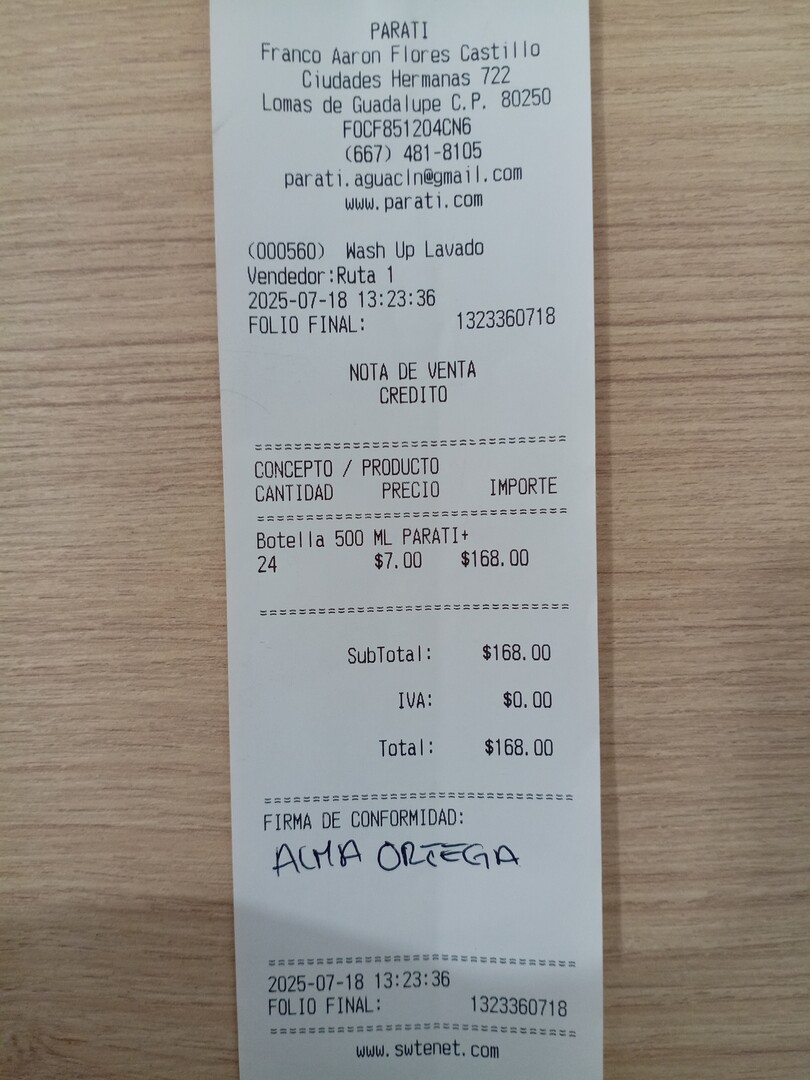 PARATI
Franco Aaron Flores Castillo
Ciudades Hermanas 722
Lomas de Guadalupe C.P. 80250
FOCF851204CN6
(667) 481-8105
parati.aguacln@gmail.com
www.parati.com
(000560) Wash Up Lavado
Vendedor:Ruta 1
2025-07-18 13:23:36
FOLIO FINAL: 1323360718
NOTA DE VENTA
CREDITO
==================================
CONCEPTO / PRODUCTO
CANTIDAD PRECIO IMPORTE
==================================
Botella 500 ML PARATI+
24 $7.00 $168.00
==================================
SubTotal: $168.00
IVA: $0.00
Total: $168.00
==================================
FIRMA DE CONFORMIDAD:
ALMA ORTEGA
==================================
2025-07-18 13:23:36
FOLIO FINAL: 1323360718
==================================
www.swtenet.com